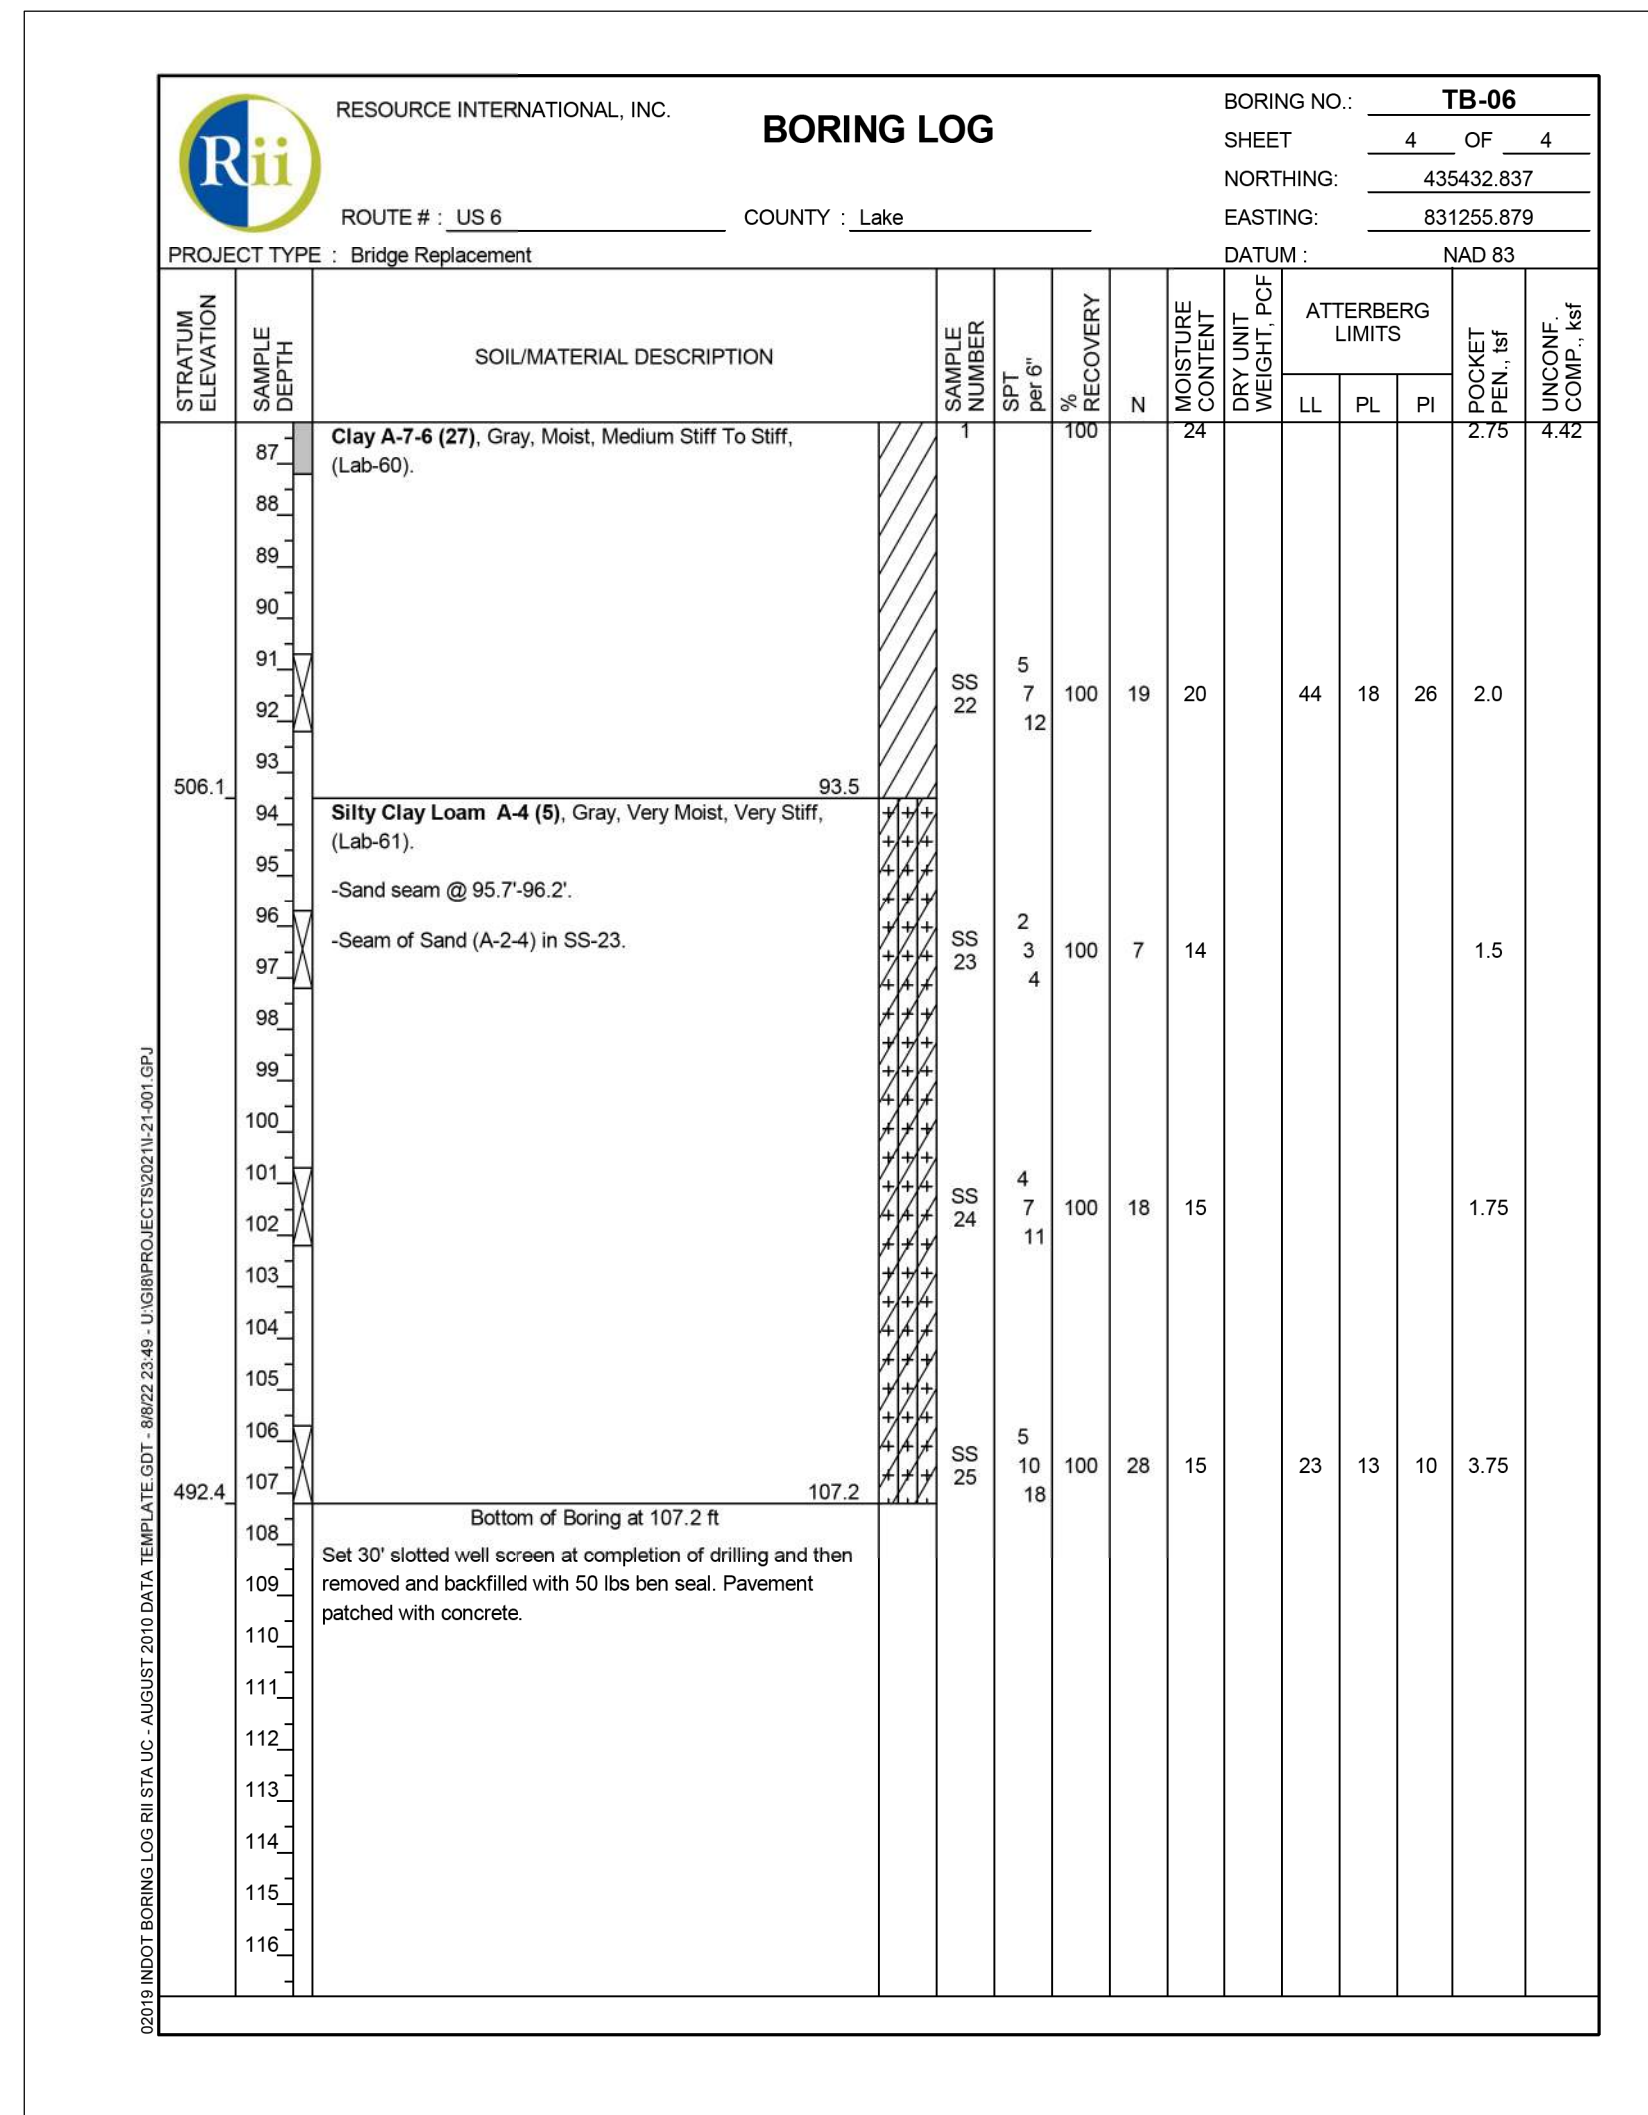 Rii
RESOURCE INTERNATIONAL, INC.
BORING LOG
BORING NO.: TB-06
SHEET 4 OF 4
NORTHING: 435432.837
ROUTE # : US 6 COUNTY : Lake
EASTING: 831255.879
PROJECT TYPE : Bridge Replacement
DATUM : NAD 83
STRATUM ELEVATION
SAMPLE DEPTH
SOIL/MATERIAL DESCRIPTION
SAMPLE NUMBER
SPT per 6"
% RECOVERY
N
MOISTURE CONTENT
DRY UNIT WEIGHT, PCF
ATTERBERG LIMITS
LL PL PI
POCKET PEN., tsf
UNCONF. COMP., ksf
Clay A-7-6 (27), Gray, Moist, Medium Stiff To Stiff,
(Lab-60).
1 100 24 2.75 4.42
87
88
89
90
91
92
93
SS 22
5
7
12
100 19 20 44 18 26 2.0
506.1
93.5
94
Silty Clay Loam A-4 (5), Gray, Very Moist, Very Stiff,
(Lab-61).
95
-Sand seam @ 95.7'-96.2'.
96
-Seam of Sand (A-2-4) in SS-23.
97
SS 23
2
3
4
100 7 14 1.5
98
99
100
101
102
SS 24
4
7
11
100 18 15 1.75
103
104
105
106
107
SS 25
5
10
18
100 28 15 23 13 10 3.75
492.4
107.2
Bottom of Boring at 107.2 ft
108
Set 30' slotted well screen at completion of drilling and then
109
removed and backfilled with 50 lbs ben seal. Pavement
patched with concrete.
110
111
112
113
114
115
116
02019 INDOT BORING LOG RII STA UC - AUGUST 2010 DATA TEMPLATE.GDT - 8/8/22 23:49 - U:\GI8\PROJECTS\2021\I-21-001.GPJ